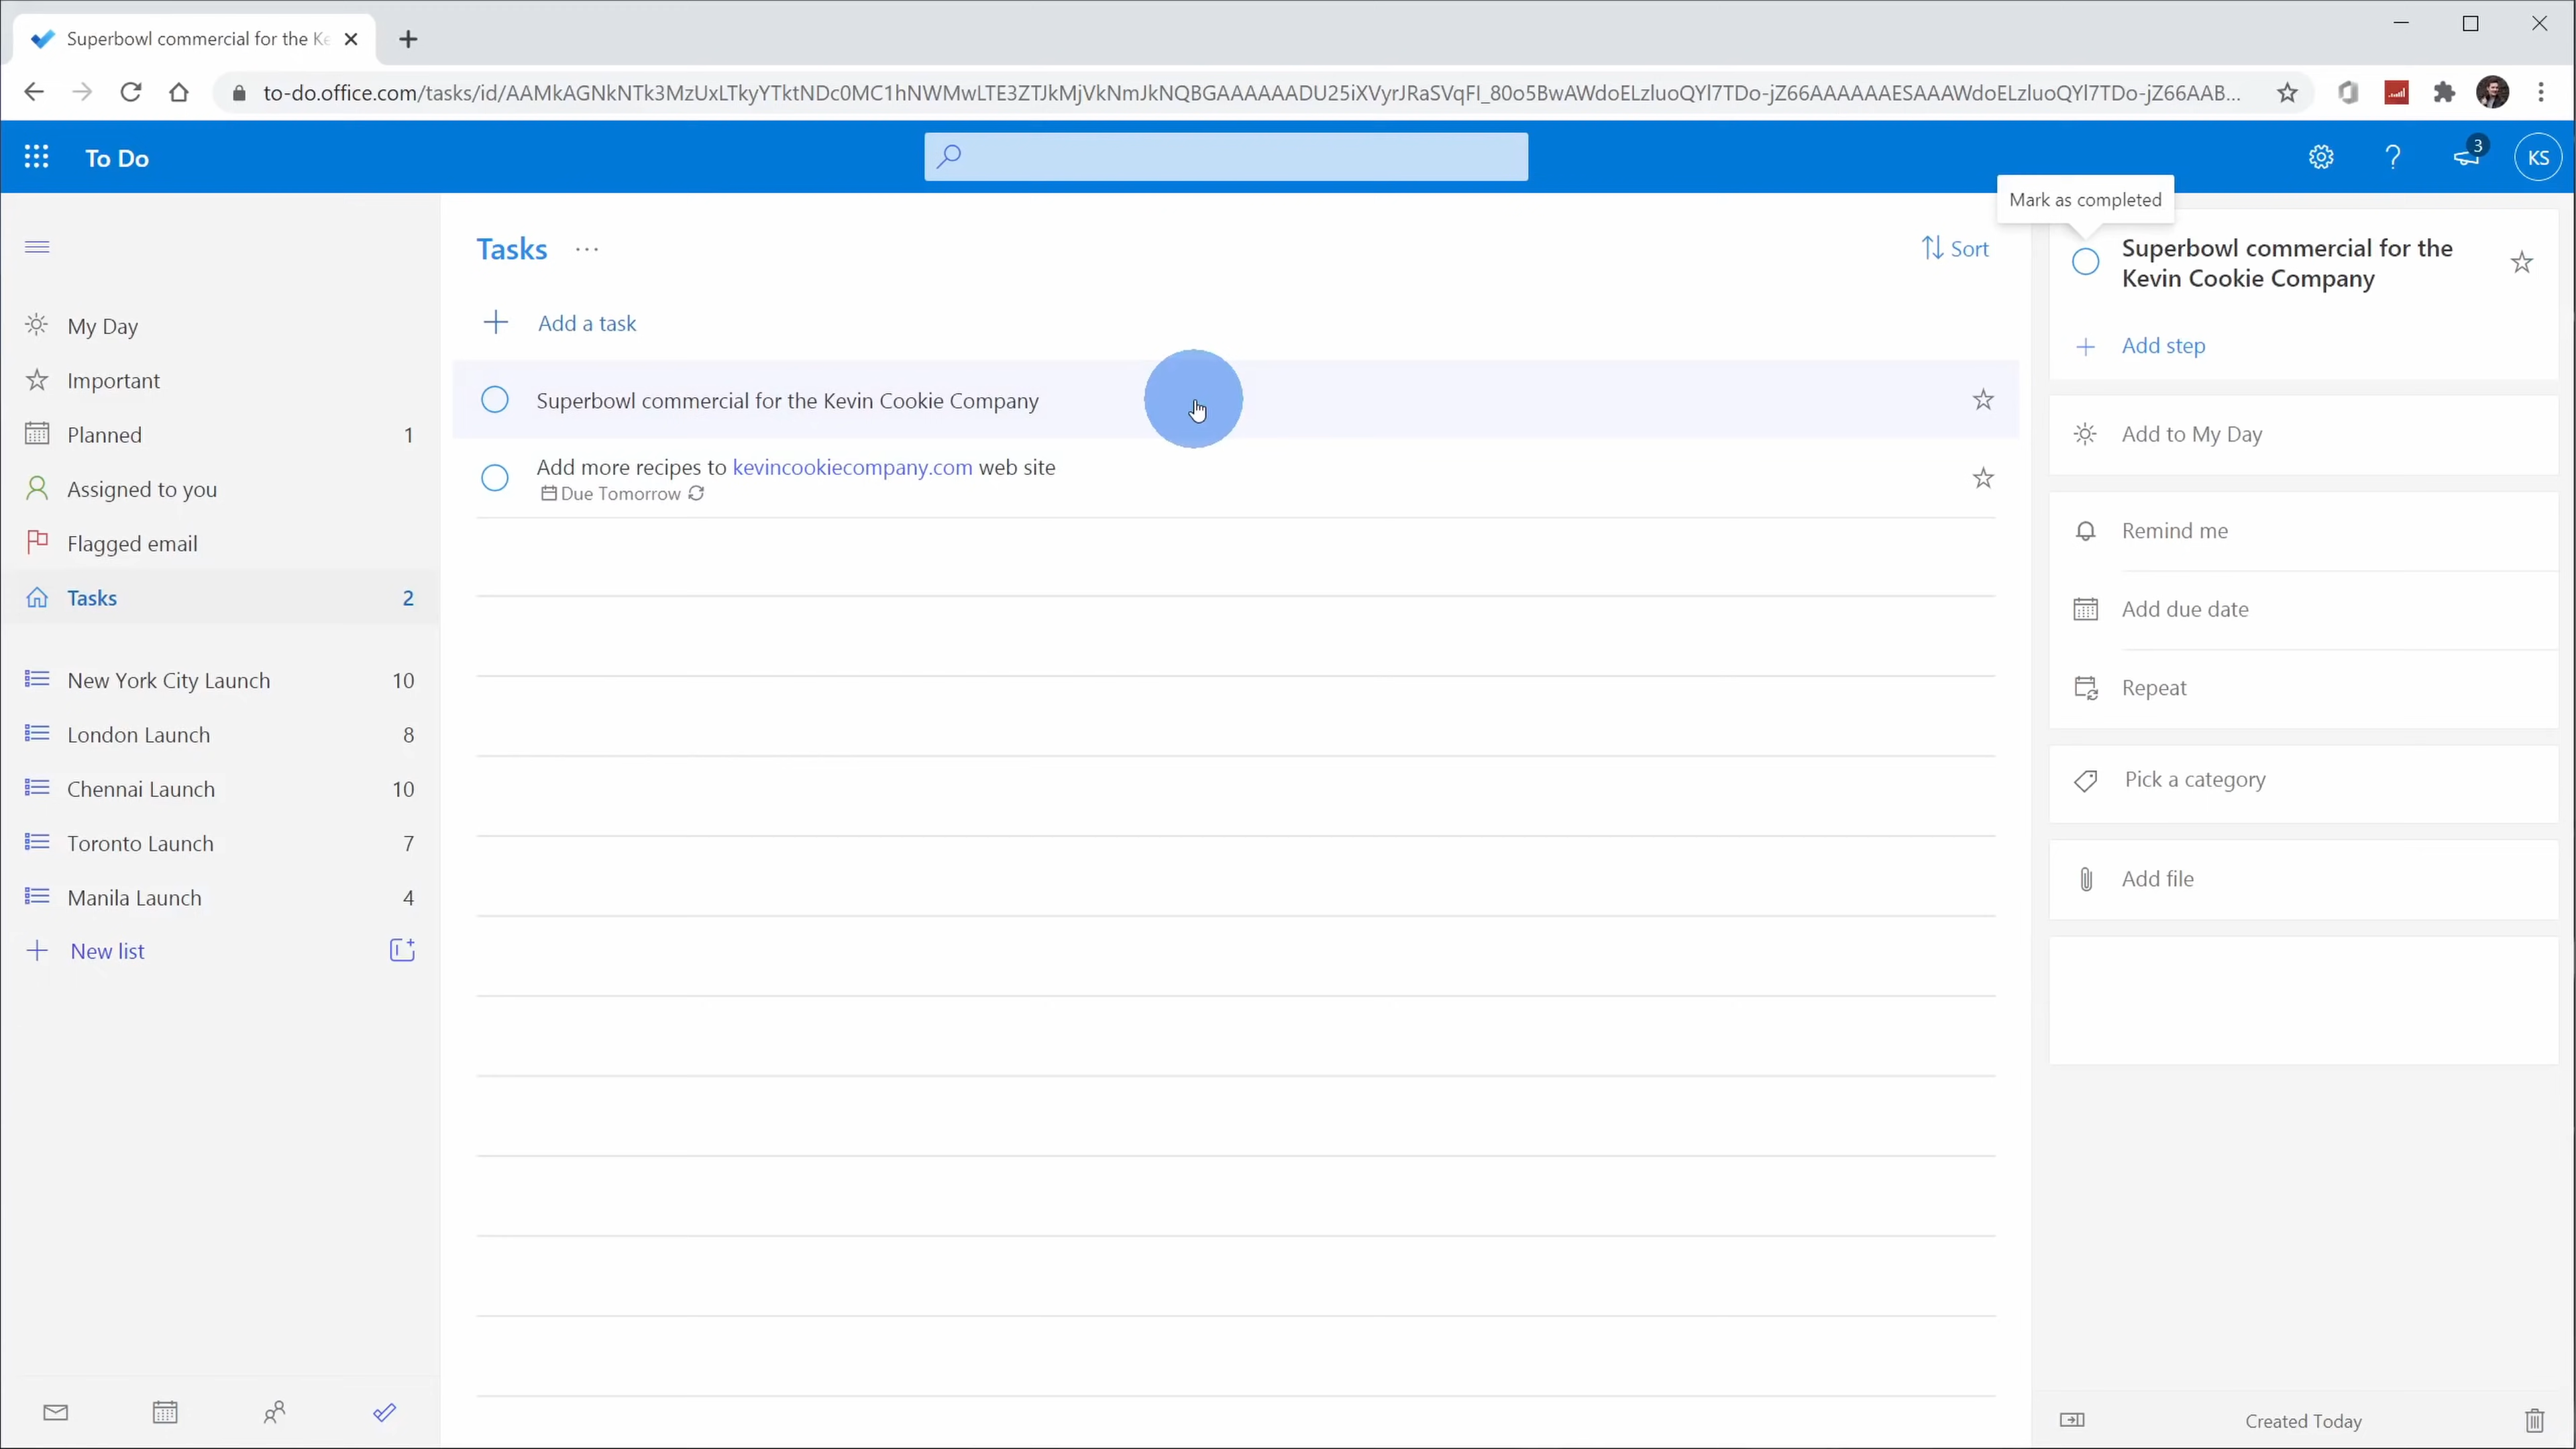 Superbowl commercial for the Ke
to-do.office.com/tasks/id/
To Do
3
KS
Mark as completed
Tasks
Sort
Add a task
Superbowl commercial for the Kevin Cookie Company
Add more recipes to kevincookiecompany.com web site
Due Tomorrow
My Day
Important
Planned 1
Assigned to you
Flagged email
Tasks 2
New York City Launch 10
London Launch 8
Chennai Launch 10
Toronto Launch 7
Manila Launch 4
New list
Superbowl commercial for the
Kevin Cookie Company
Add step
Add to My Day
Remind me
Add due date
Repeat
Pick a category
Add file
Created Today